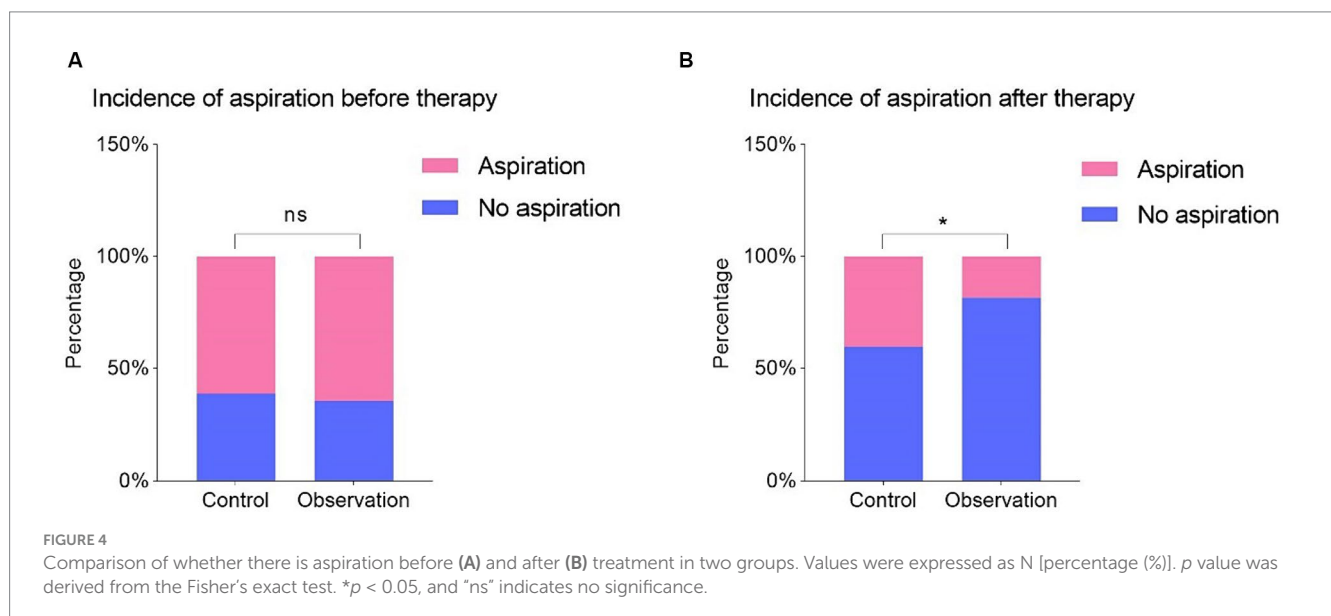 A
Incidence of aspiration before therapy
150%
100%
50%
0%
Percentage
ns
Aspiration
No aspiration
Control
Observation
B
Incidence of aspiration after therapy
150%
100%
50%
0%
Percentage
*
Aspiration
No aspiration
Control
Observation
FIGURE 4
Comparison of whether there is aspiration before (A) and after (B) treatment in two groups. Values were expressed as N [percentage (%)]. p value was
derived from the Fisher’s exact test. *p < 0.05, and “ns” indicates no significance.